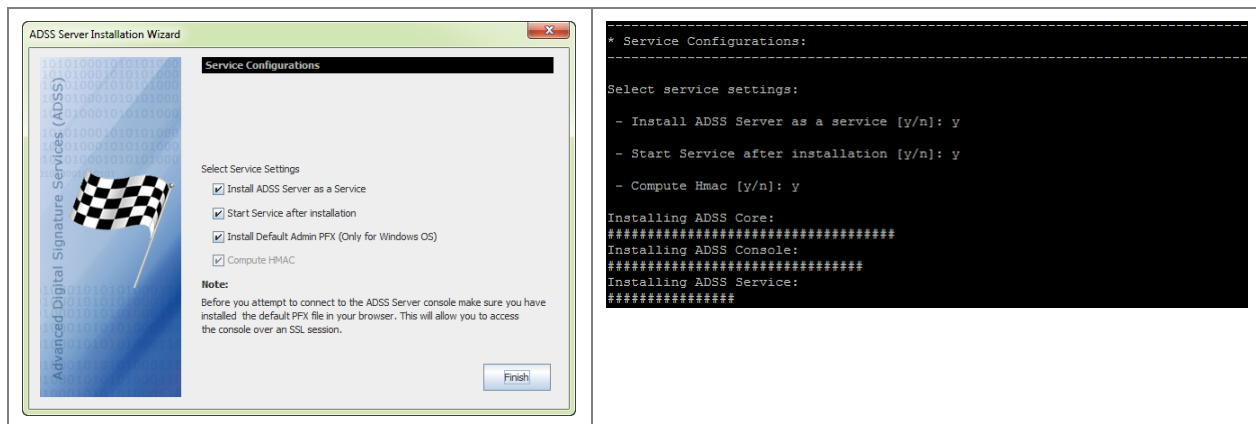 ADSS Server Installation Wizard
Advanced Digital Signature Services (ADSS)
Service Configurations
Select Service Settings
Install ADSS Server as a Service
Start Service after installation
Install Default Admin PFX (Only for Windows OS)
Compute HMAC
Note:
Before you attempt to connect to the ADSS Server console make sure you have
installed the default PFX file in your browser. This will allow you to access
the console over an SSL session.
Finish
--------------------------------------------------------------------------------
* Service Configurations:
--------------------------------------------------------------------------------
Select service settings:
- Install ADSS Server as a service [y/n]: y
- Start Service after installation [y/n]: y
- Compute Hmac [y/n]: y
Installing ADSS Core:
####################################
Installing ADSS Console:
################################
Installing ADSS Service:
################